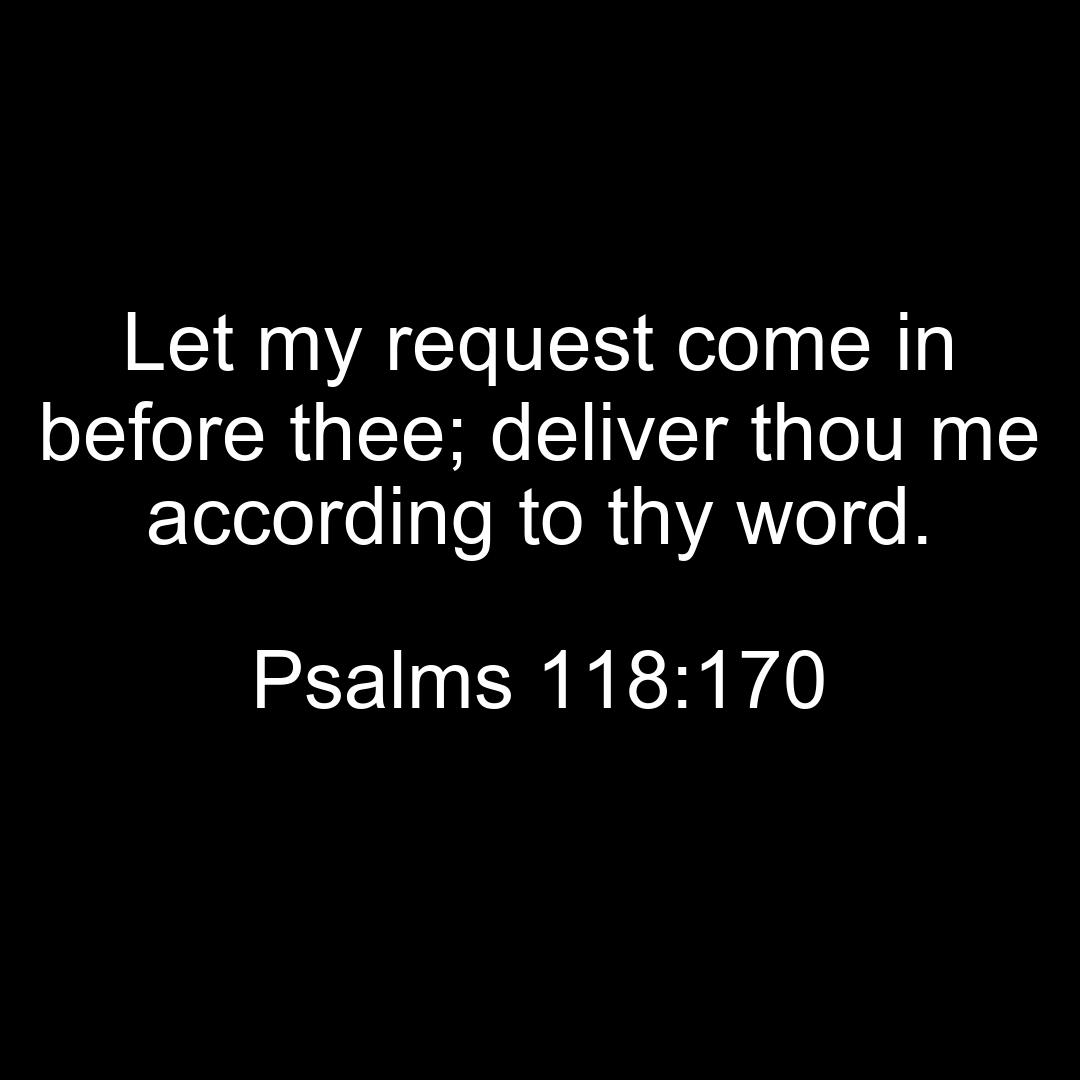 Let my request come in
before thee; deliver thou me
according to thy word.
Psalms 118:170